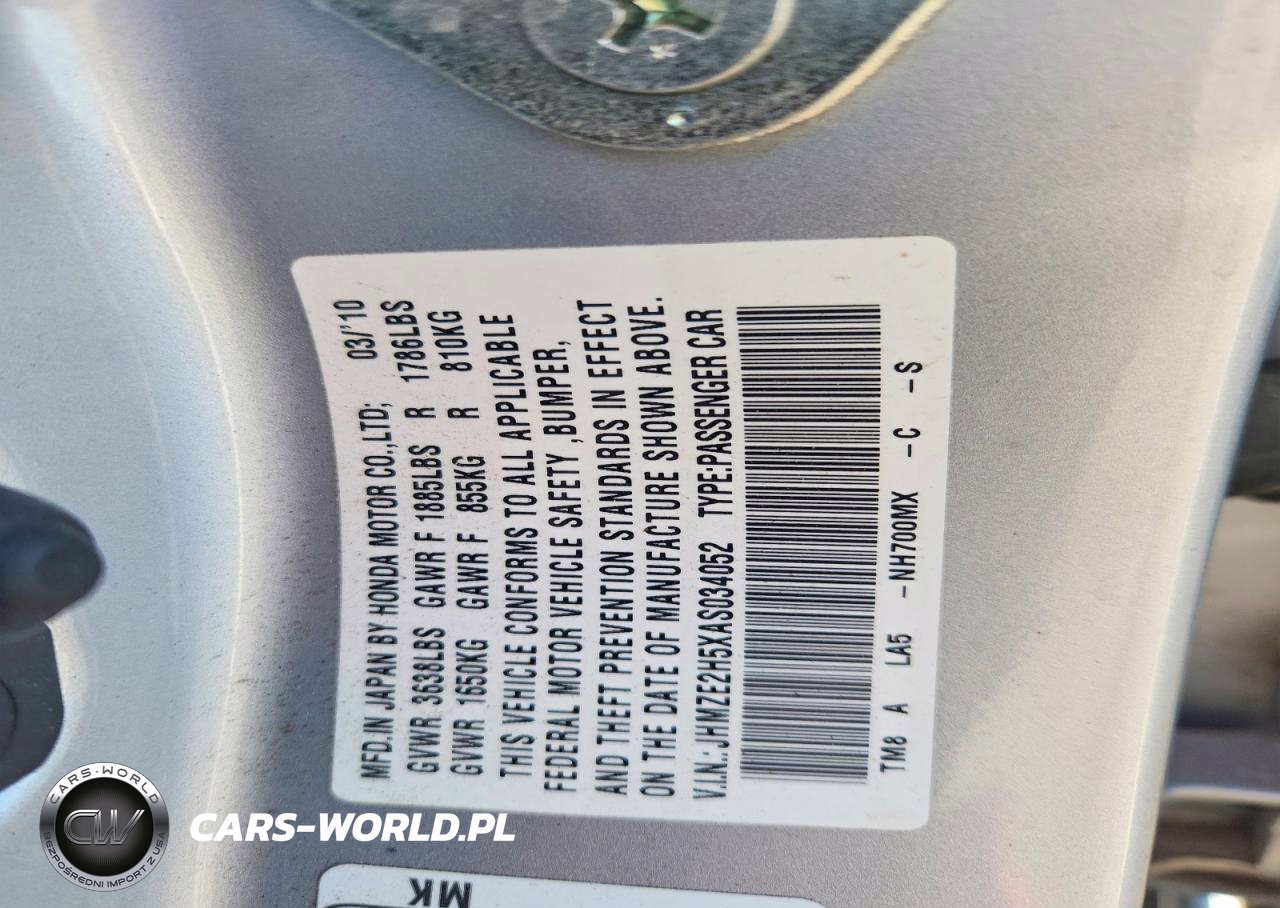 MFD.IN JAPAN BY HONDA MOTOR CO.,LTD; 03/'10
GVWR 3638LBS GAWR F 1885LBS R 1786LBS
GVWR 1650KG GAWR F 855KG R 810KG
THIS VEHICLE CONFORMS TO ALL APPLICABLE
FEDERAL MOTOR VEHICLE SAFETY ,BUMPER,
AND THEFT PREVENTION STANDARDS IN EFFECT
ON THE DATE OF MANUFACTURE SHOWN ABOVE.
V.I.N.: JHMZE2H5XAS034052 TYPE:PASSENGER CAR
TM8 A LA5 -NH700MX -C -S
MK
CARS-WORLD
CW
BEZPOŚREDNI IMPORT Z USA
CARS-WORLD.PL